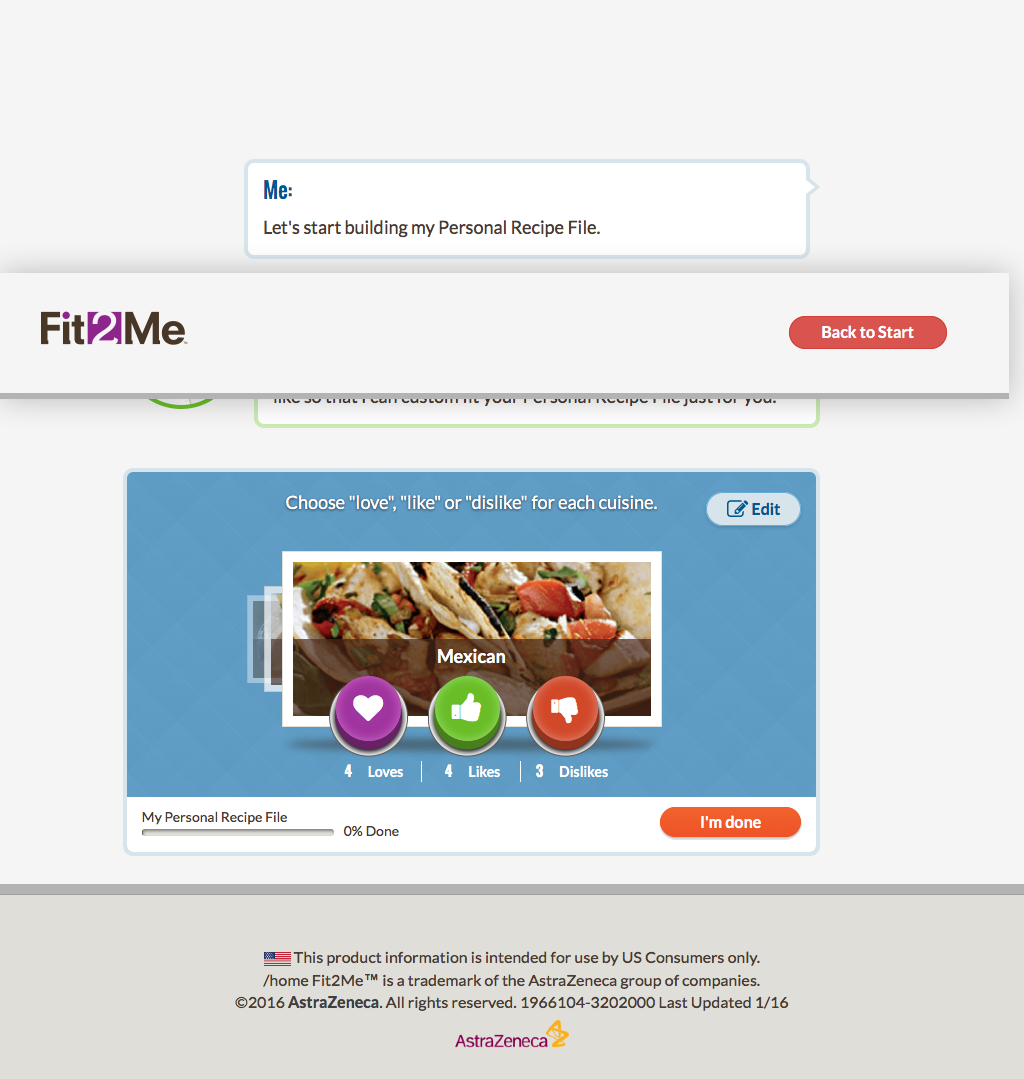 Me:
Let's start building my Personal Recipe File.
Fit2Me™
Back to Start
like so that I can custom fit your Personal Recipe File just for you.
Choose "love", "like" or "dislike" for each cuisine.
Edit
Mexican
4 Loves
4 Likes
3 Dislikes
My Personal Recipe File
0% Done
I'm done
This product information is intended for use by US Consumers only.
/home Fit2Me™ is a trademark of the AstraZeneca group of companies.
©2016 AstraZeneca. All rights reserved. 1966104-3202000 Last Updated 1/16
AstraZeneca